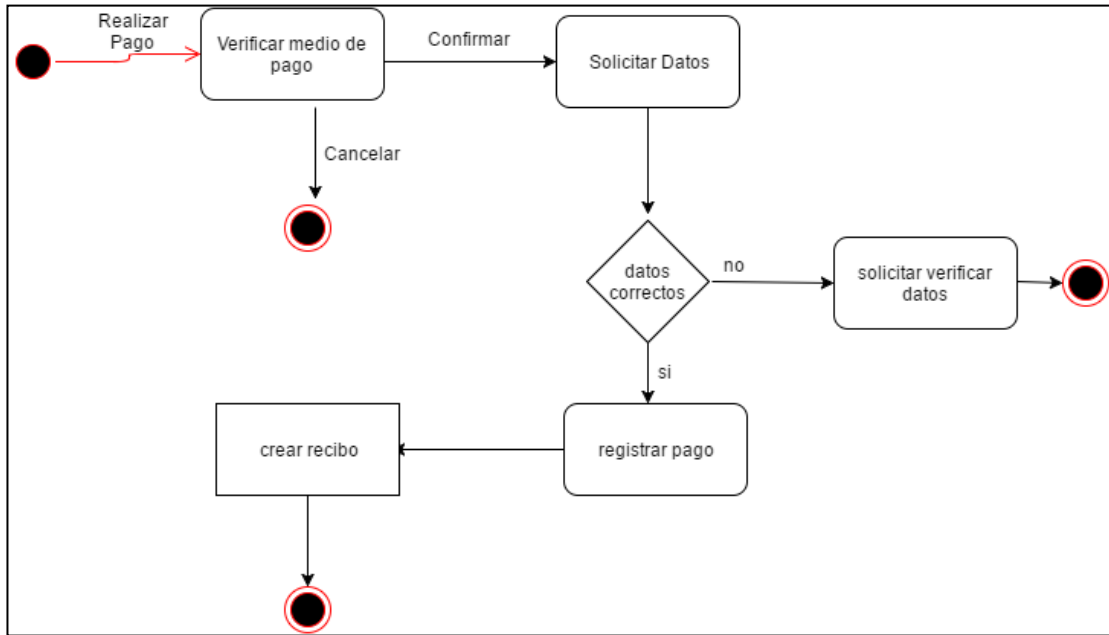 Realizar
Pago
Verificar medio de
pago
Confirmar
Solicitar Datos
Cancelar
datos
correctos
no
solicitar verificar
datos
si
crear recibo
registrar pago